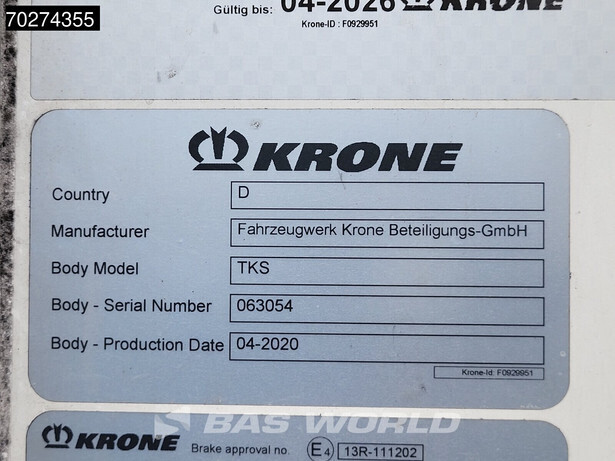 70274355
Gültig bis: 04-2026 KRONE
Krone-ID : F0929951
KRONE
Country D
Manufacturer Fahrzeugwerk Krone Beteiligungs-GmbH
Body Model TKS
Body - Serial Number 063054
Body - Production Date 04-2020
Krone-Id: F0929951
BAS WORLD
KRONE Brake approval no. E4 13R-111202